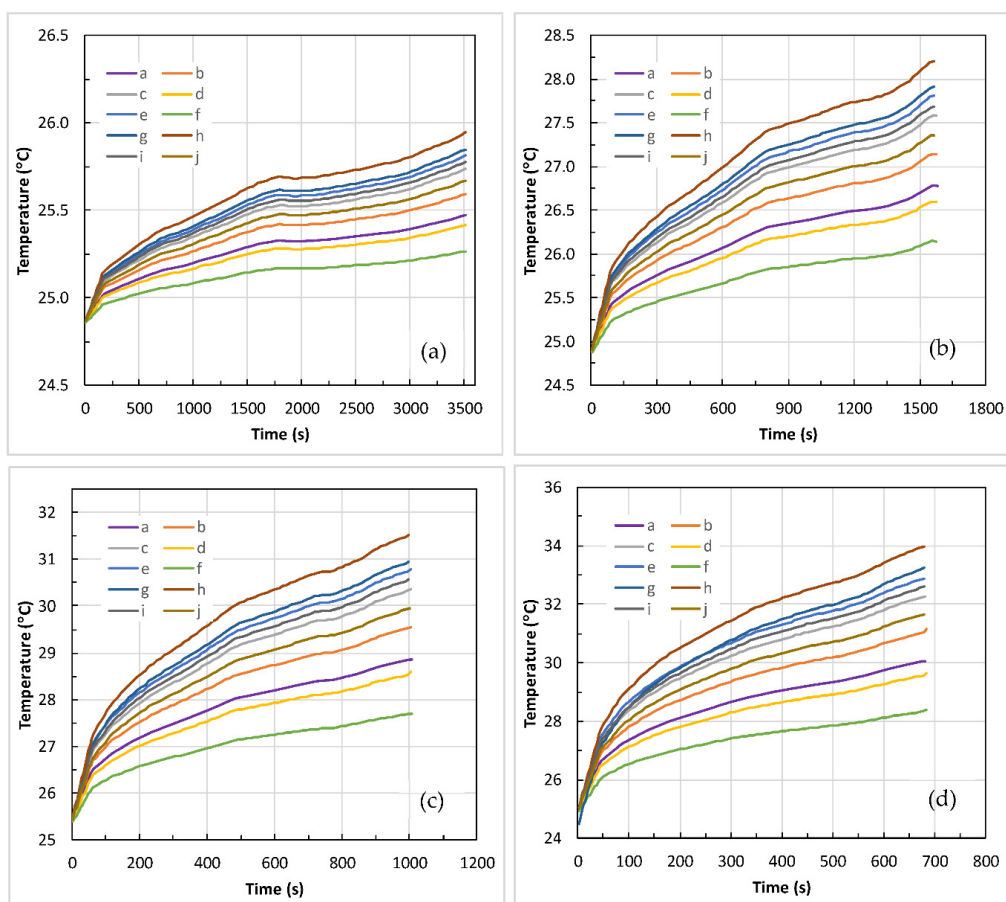 26.5
26.0
25.5
25.0
24.5
Temperature (°C)
a b
c d
e f
g h
i j
(a)
0 500 1000 1500 2000 2500 3000 3500
Time (s)
28.5
28.0
27.5
27.0
26.5
26.0
25.5
25.0
24.5
Temperature (°C)
a b
c d
e f
g h
i j
(b)
0 300 600 900 1200 1500 1800
Time (s)
32
31
30
29
28
27
26
25
Temperature (°C)
a b
c d
e f
g h
i j
(c)
0 200 400 600 800 1000 1200
Time (s)
36
34
32
30
28
26
24
Temperature (°C)
a b
c d
e f
g h
i j
(d)
0 100 200 300 400 500 600 700 800
Time (s)